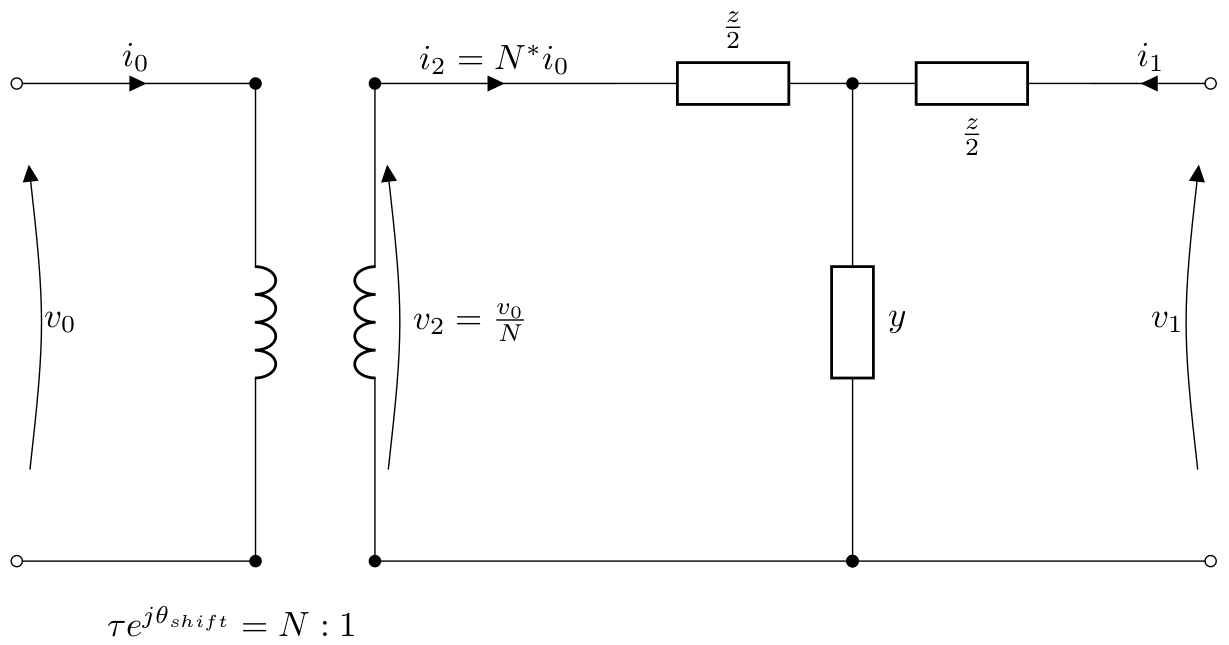 i_0
i_2 = N^* i_0
\frac{z}{2}
\frac{z}{2}
i_1
v_0
v_2 = \frac{v_0}{N}
y
v_1
\tau e^{j\theta_{shift}} = N : 1